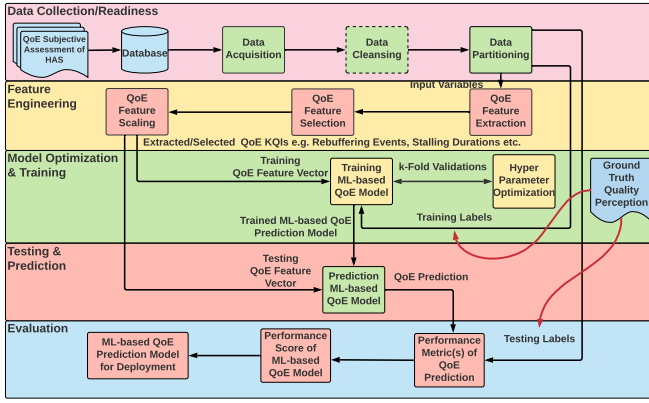 Data Collection/Readiness
QoE Subjective
Assessment of
HAS
Database
Data
Acquisition
Data
Cleansing
Data
Partitioning
Input Variables
Feature
Engineering
QoE
Feature
Scaling
QoE
Feature
Selection
QoE
Feature
Extraction
Extracted/Selected QoE KQIs e.g. Rebuffering Events, Stalling Durations etc.
Model Optimization
& Training
Training
QoE Feature Vector
Training
ML-based
QoE Model
k-Fold Validations
Hyper
Parameter
Optimization
Ground
Truth
Quality
Perception
Trained ML-based QoE
Prediction Model
Training Labels
Testing &
Prediction
Testing
QoE Feature
Vector
Prediction
ML-based
QoE Model
QoE Prediction
Evaluation
ML-based QoE
Prediction Model
for Deployment
Performance
Score of
ML-based
QoE Model
Performance
Metric(s) of
QoE
Prediction
Testing Labels